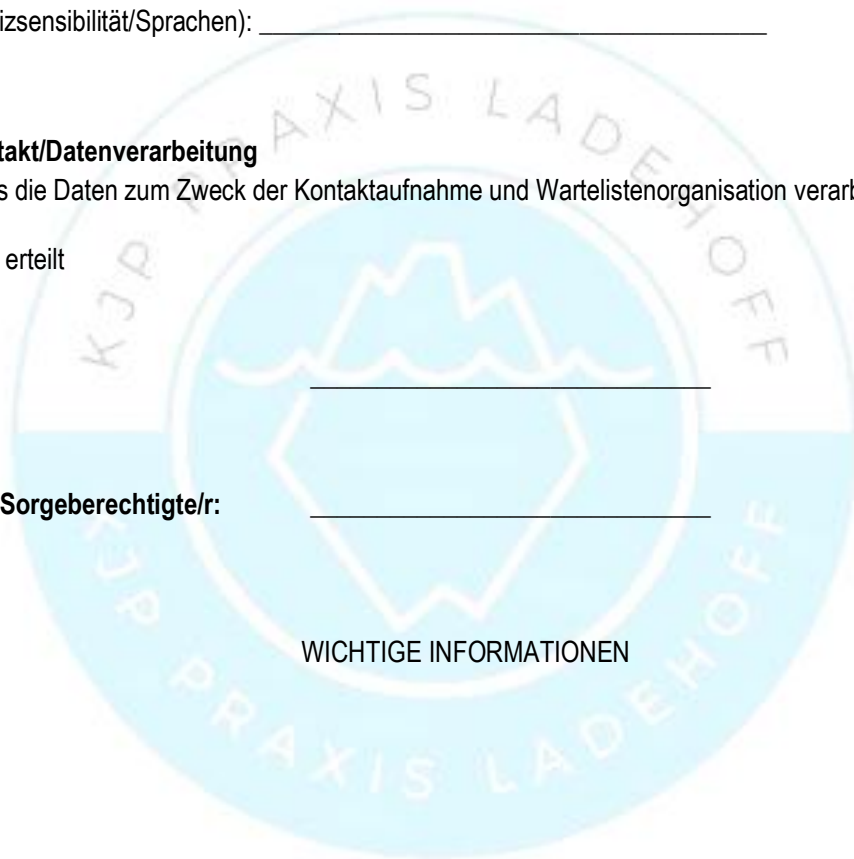 izsensibilität/Sprachen): ______________________________________
takt/Datenverarbeitung
s die Daten zum Zweck der Kontaktaufnahme und Wartelistenorganisation verarb
erteilt
______________________________
Sorgeberechtigte/r: ______________________________
WICHTIGE INFORMATIONEN
KJP PRAXIS LADEHOFF
KJP PRAXIS LADEHOFF